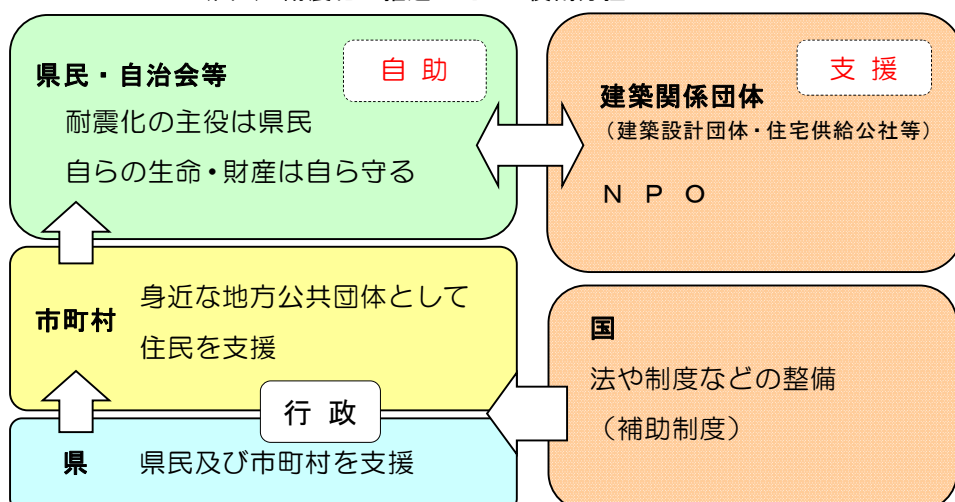 県民・自治会等
自 助
耐震化の主役は県民
自らの生命・財産は自ら守る
支 援
建築関係団体
（建築設計団体・住宅供給公社等）
Ｎ Ｐ Ｏ
市町村
身近な地方公共団体として
住民を支援
行 政
県
県民及び市町村を支援
国
法や制度などの整備
（補助制度）